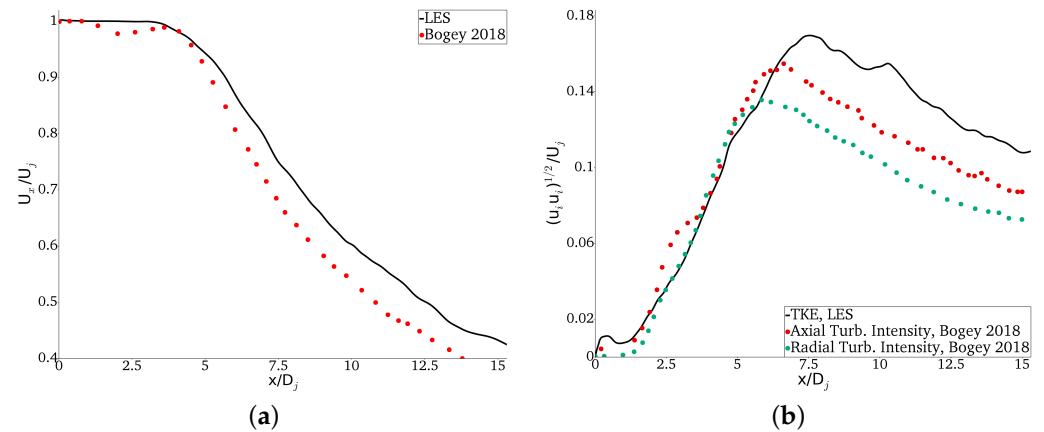 1
0.9
0.8
0.7
0.6
0.5
0.4
U_x/U_j
0
2.5
5
7.5
10
12.5
15
x/D_j
LES
Bogey 2018
(a)
0.18
0.14
0.1
0.06
0.02
0
(u_i u_i)^1/2/U_j
0
2.5
5
7.5
10
12.5
15
x/D_j
TKE, LES
Axial Turb. Intensity, Bogey 2018
Radial Turb. Intensity, Bogey 2018
(b)